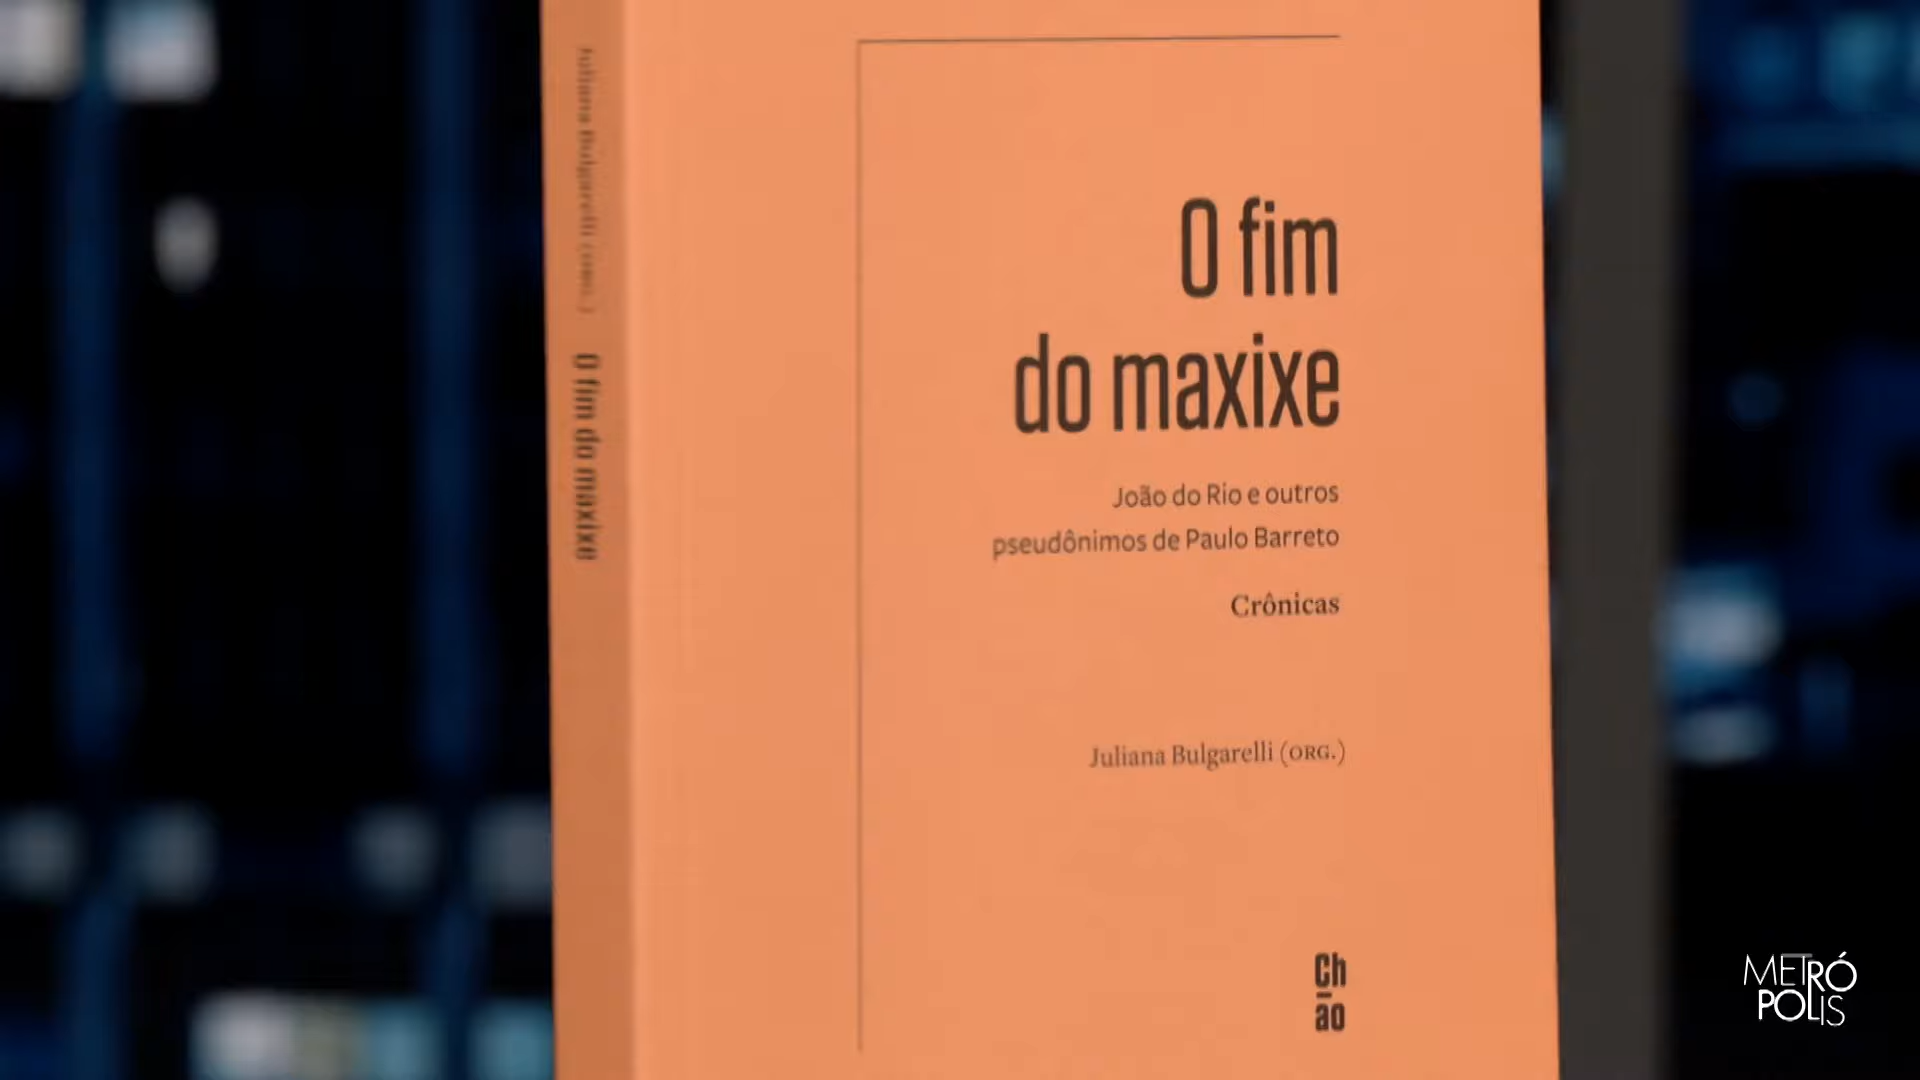 Juliana Bulgarelli (ORG.) O fim do maxixe
O fim
do maxixe
João do Rio e outros
pseudônimos de Paulo Barreto
Crônicas
Juliana Bulgarelli (ORG.)
Ch
ão
METRÓ
POLIS